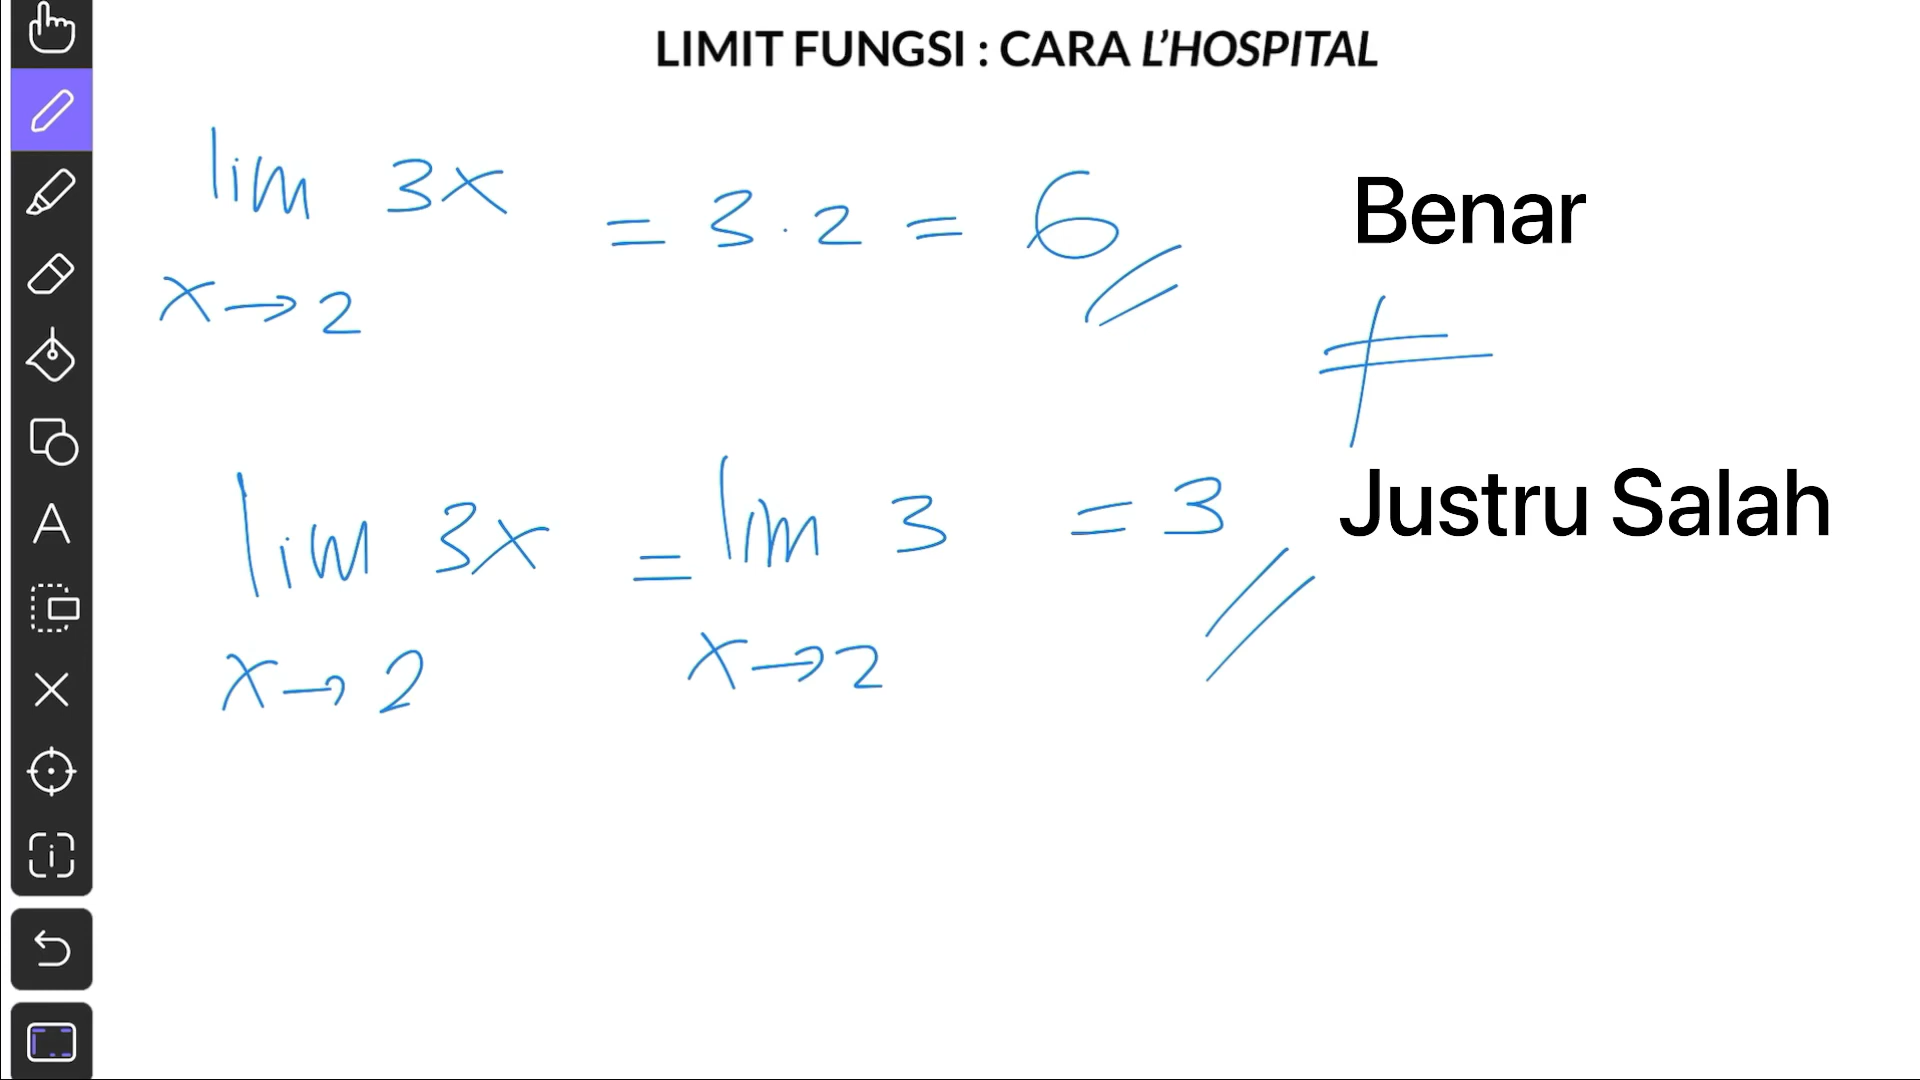 LIMIT FUNGSI : CARA L’HOSPITAL
lim 3x = 3 . 2 = 6 Benar
x → 2
≠
lim 3x = lim 3 = 3 Justru Salah
x → 2 x → 2